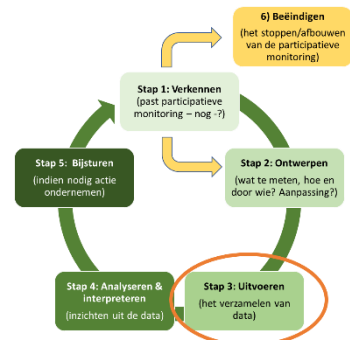 6) Beëindigen
(het stoppen/afbouwen
van de participatieve
monitoring)
Stap 1: Verkennen
(past participatieve
monitoring – nog -?)
Stap 2: Ontwerpen
(wat te meten, hoe en
door wie? Aanpassing?)
Stap 3: Uitvoeren
(het verzamelen van
data)
Stap 4: Analyseren &
interpreteren
(inzichten uit de data)
Stap 5: Bijsturen
(indien nodig actie
ondernemen)